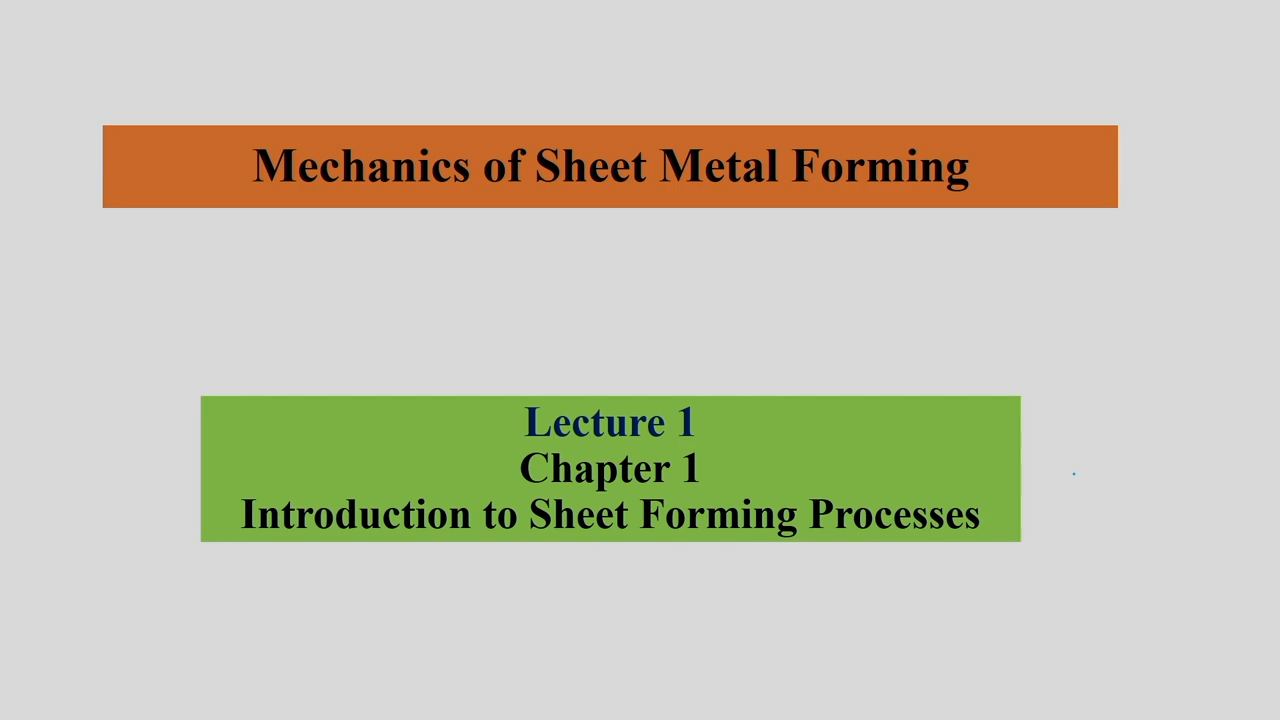 Mechanics of Sheet Metal Forming
Lecture 1
Chapter 1
Introduction to Sheet Forming Processes